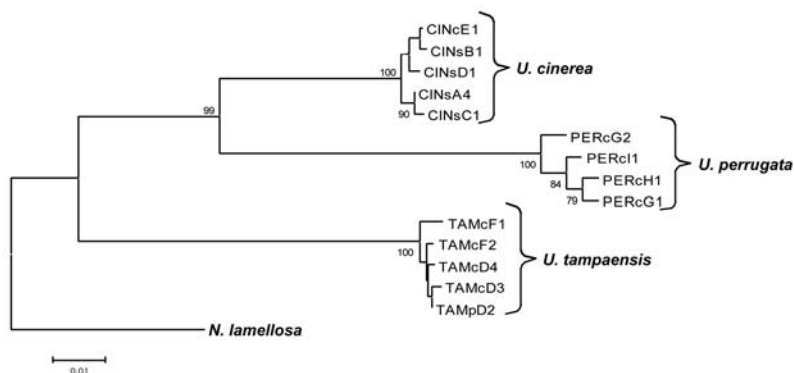 CINcE1
CINsB1
100
CINsD1
U. cinerea
CINsA4
99
90
CINsC1
PERcG2
100
PERcI1
U. perrugata
84
PERcH1
79
PERcG1
TAMcF1
100
TAMcF2
TAMcD4
U. tampaensis
TAMcD3
TAMpD2
N. lamellosa
0.01